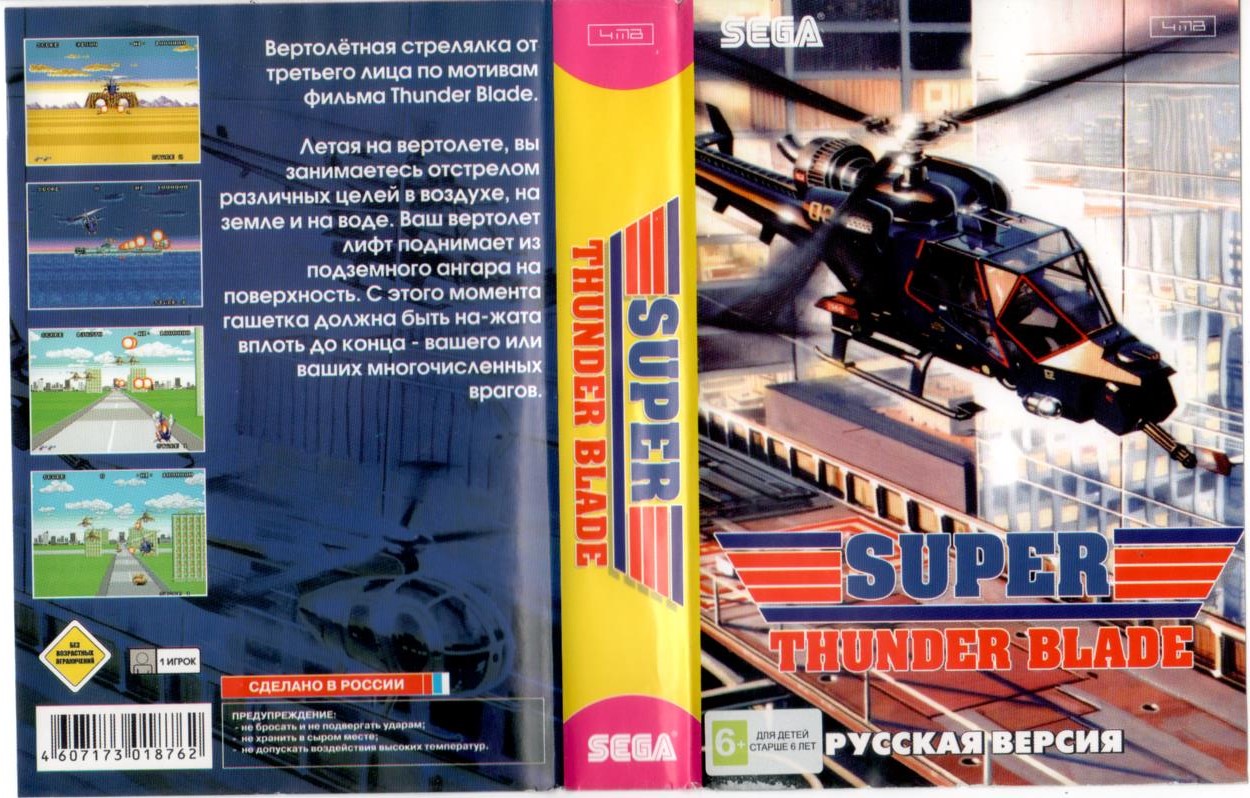 Вертолётная стрелялка от
третьего лица по мотивам
фильма Thunder Blade.
Летая на вертолете, вы
занимаетесь отстрелом
различных целей в воздухе, на
земле и на воде. Ваш вертолет
лифт поднимает из
подземного ангара на
поверхность. С этого момента
гашетка должна быть на-жата
вплоть до конца - вашего или
ваших многочисленных
врагов.
БЕЗ
ВОЗРАСТНЫХ
ОГРАНИЧЕНИЙ
1 ИГРОК
СДЕЛАНО В РОССИИ
ПРЕДУПРЕЖДЕНИЕ:
- не бросать и не подвергать ударам;
- не хранить в сыром месте;
- не допускать воздействия высоких температур.
4 607173 018762
4MB
SUPER
THUNDER BLADE
SEGA®
SEGA®
4MB
SUPER
THUNDER BLADE
6+
ДЛЯ ДЕТЕЙ
СТАРШЕ 6 ЛЕТ
РУССКАЯ ВЕРСИЯ